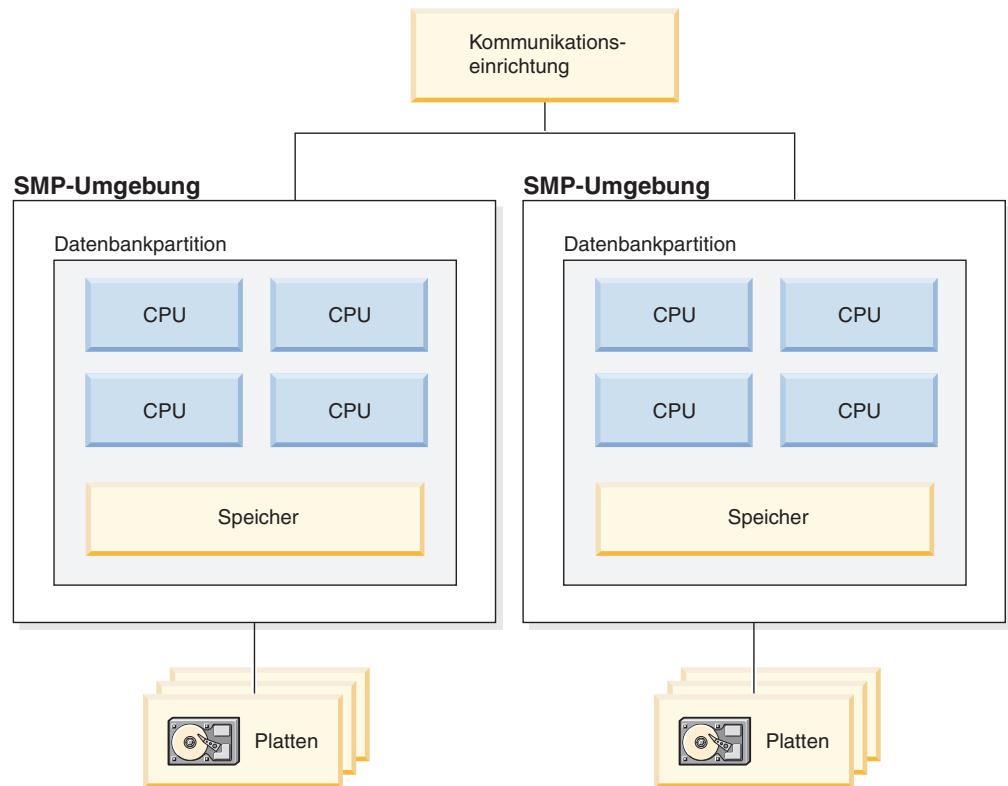 Kommunikations-
einrichtung
SMP-Umgebung
Datenbankpartition
CPU
CPU
CPU
CPU
Speicher
Platten
SMP-Umgebung
Datenbankpartition
CPU
CPU
CPU
CPU
Speicher
Platten